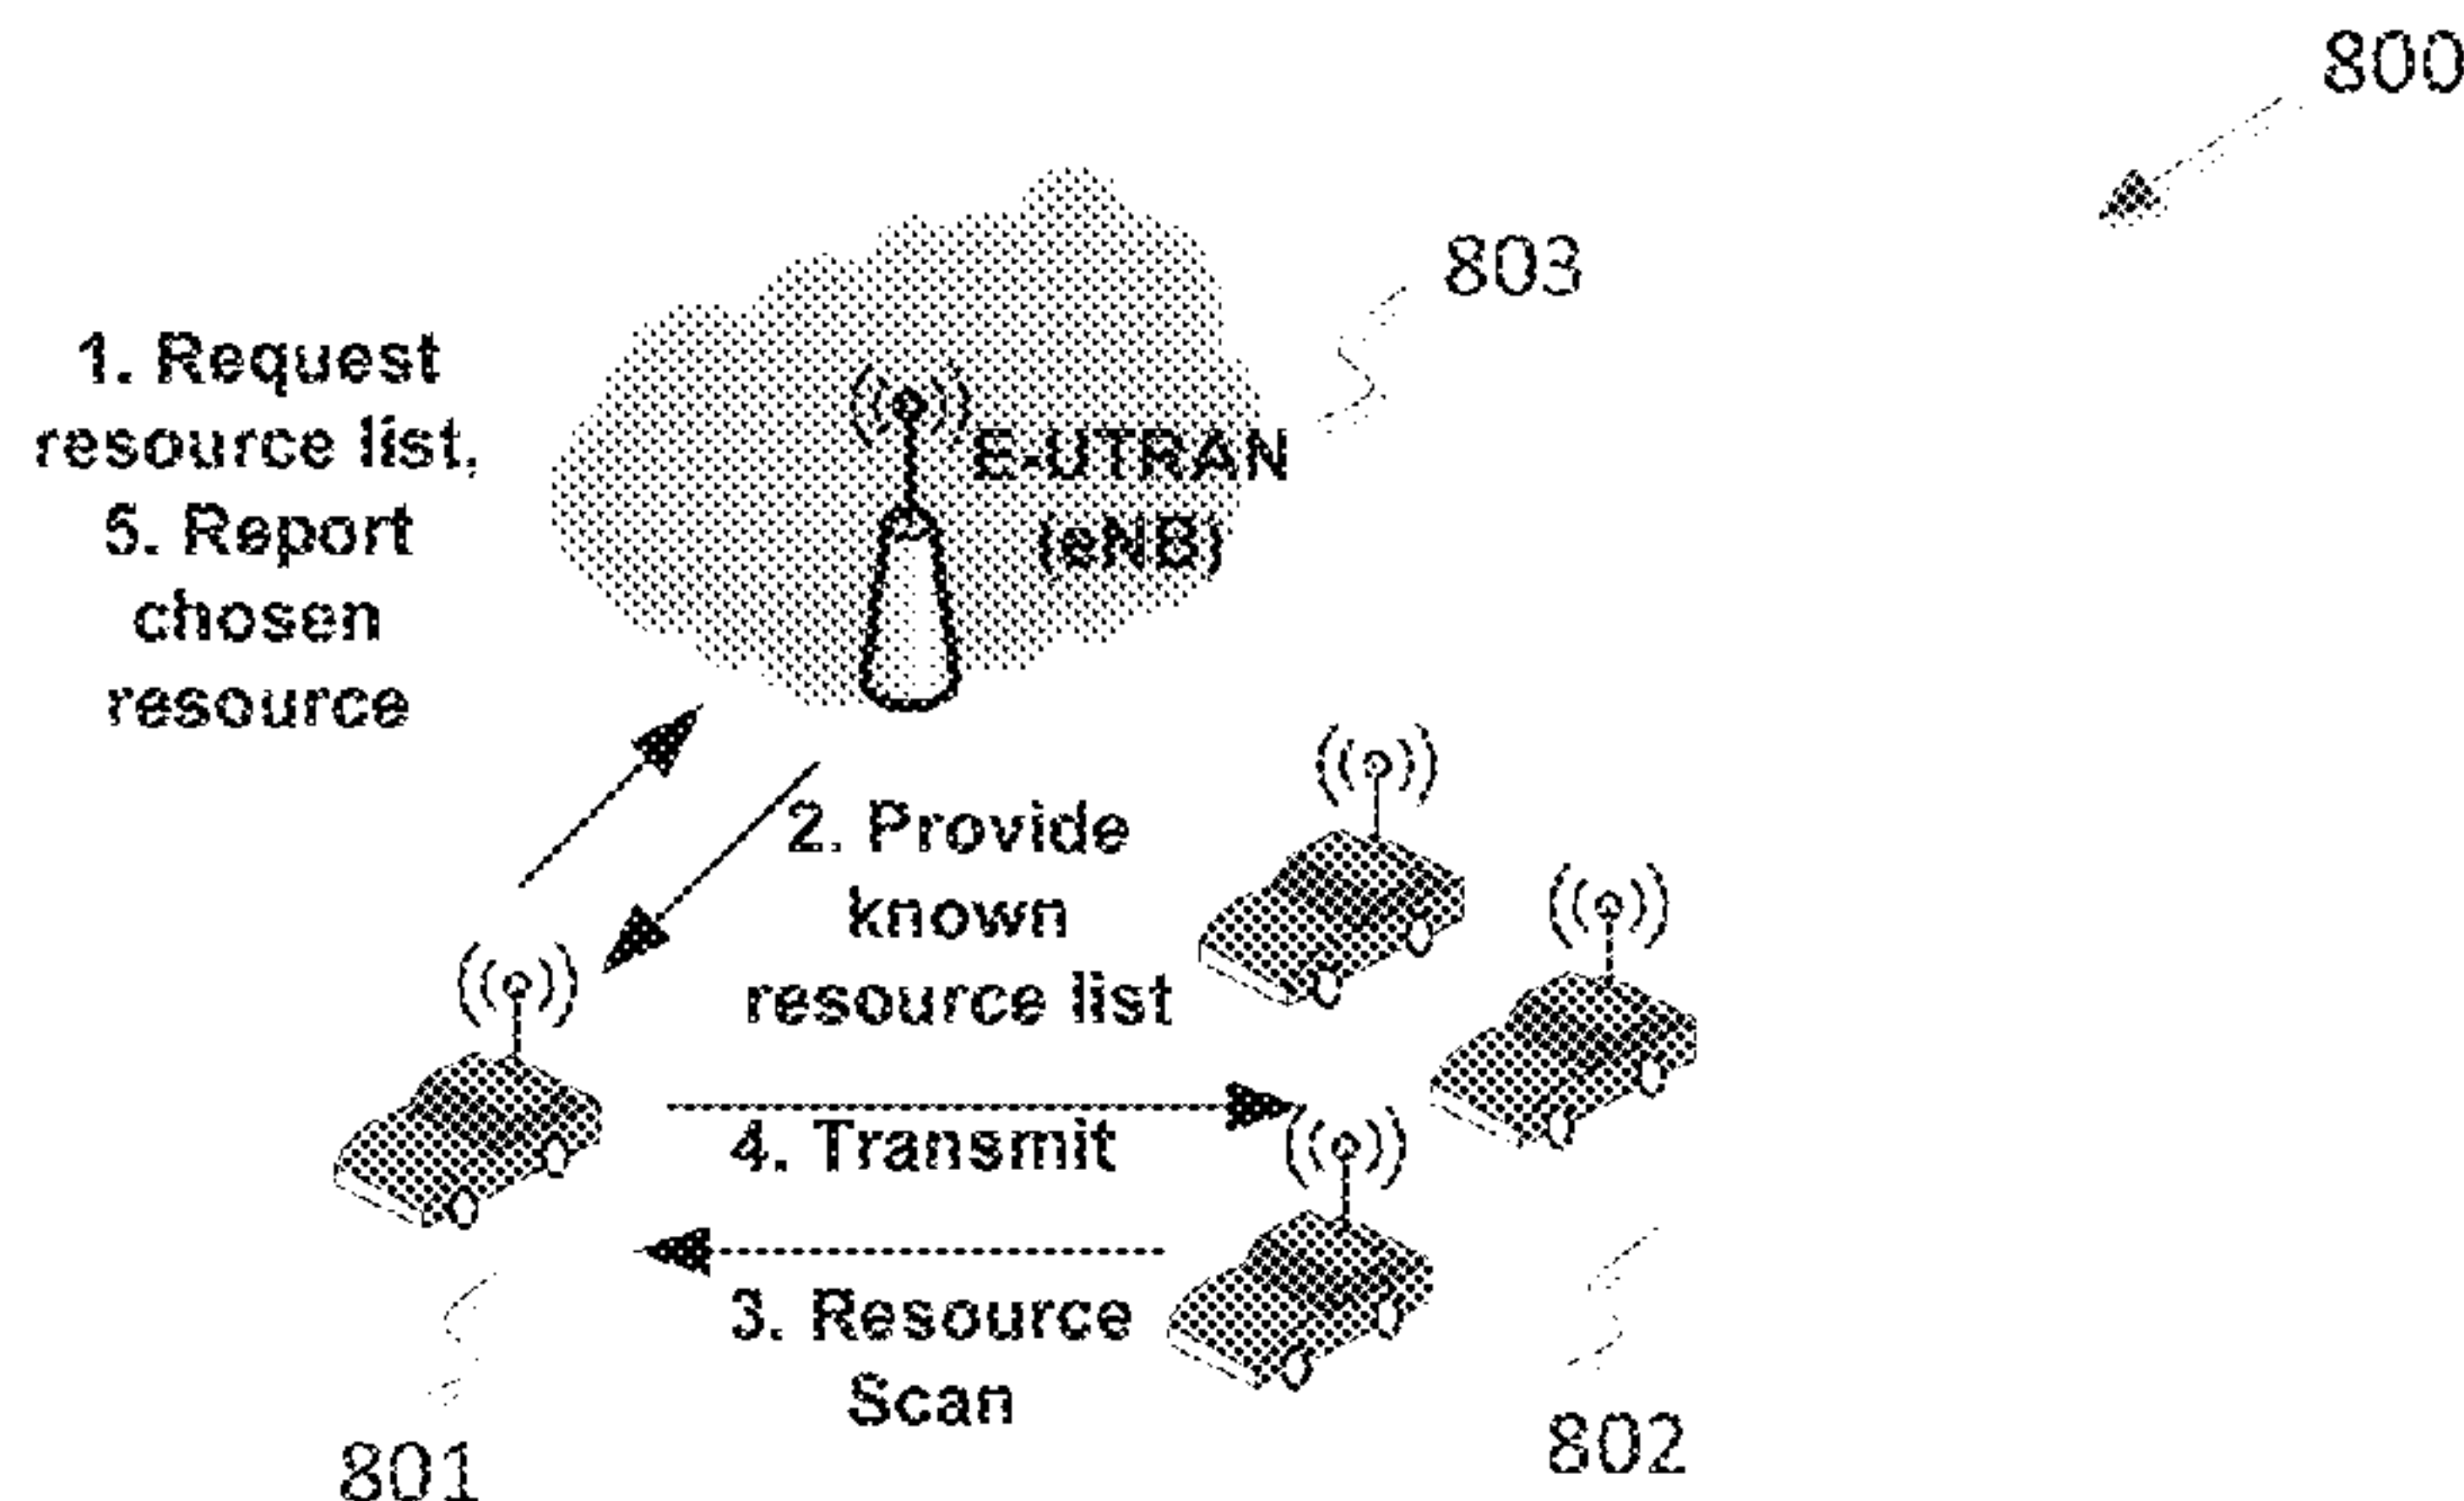 800
803
1. Request
resource list,
5. Report
chosen
resource
E-UTRAN
(eNB)
2. Provide
known
resource list
4. Transmit
3. Resource
Scan
801
802